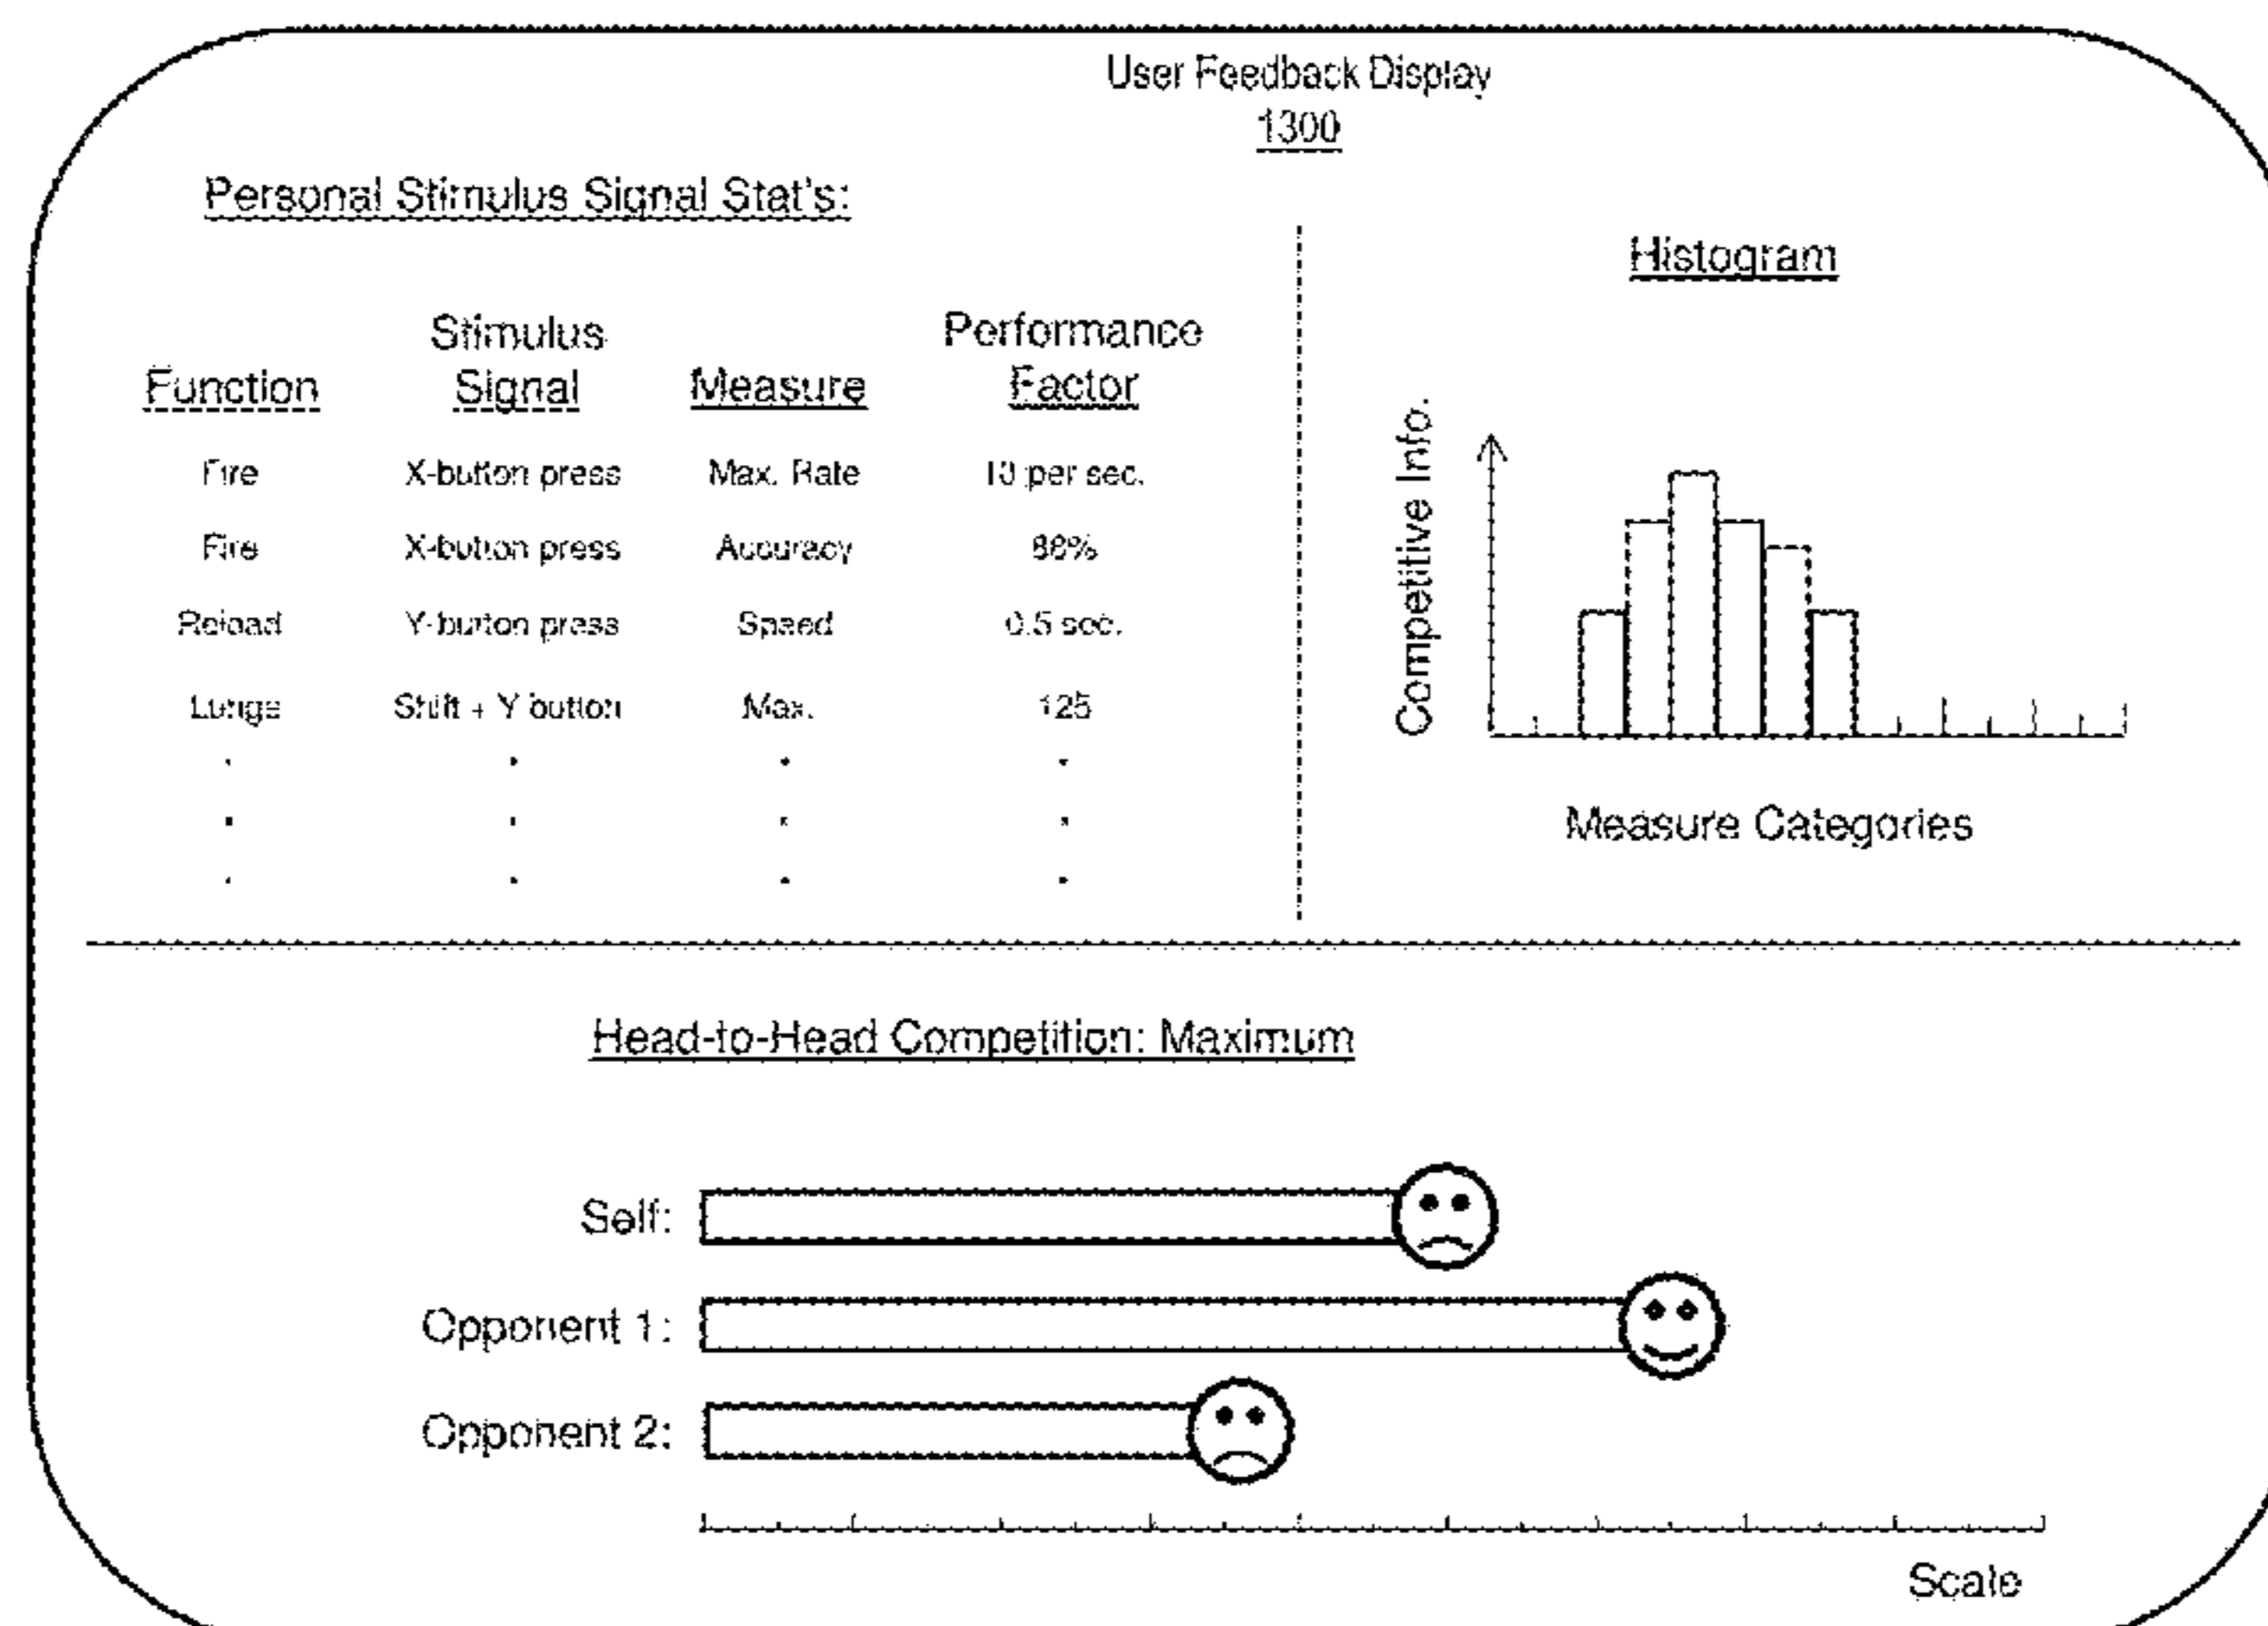 User Feedback Display
1300
Personal Stimulus Signal Stat's:
Function Stimulus Signal Measure Performance Factor
Fire X-button press Max. Rate 10 per sec.
Fire X-button press Accuracy
Reload Y-button press Speed 0.5 sec.
Lunge Shift + Y button Max. 125
Histogram
Competitive Info.
Measure Categories
Head-to-Head Competition: Maximum
Self:
Opponent 1:
Opponent 2:
Scale